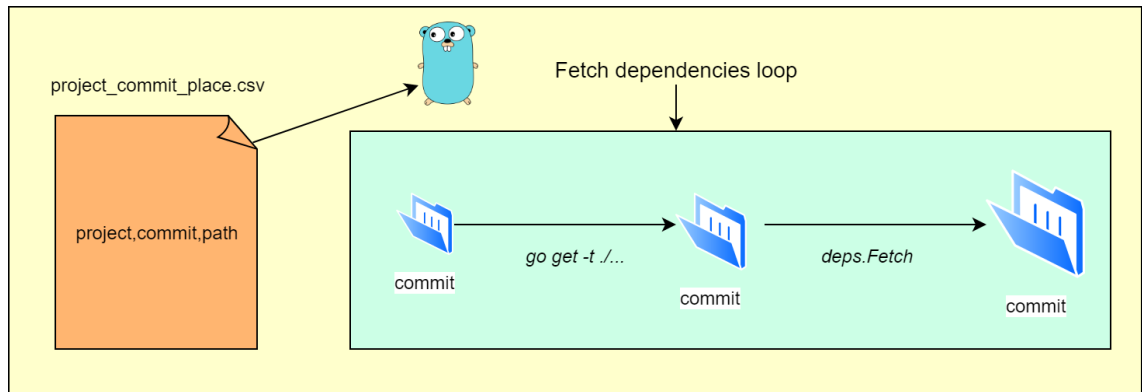 project_commit_place.csv
Fetch dependencies loop
project,commit,path
go get -t ./...
deps.Fetch
commit
commit
commit